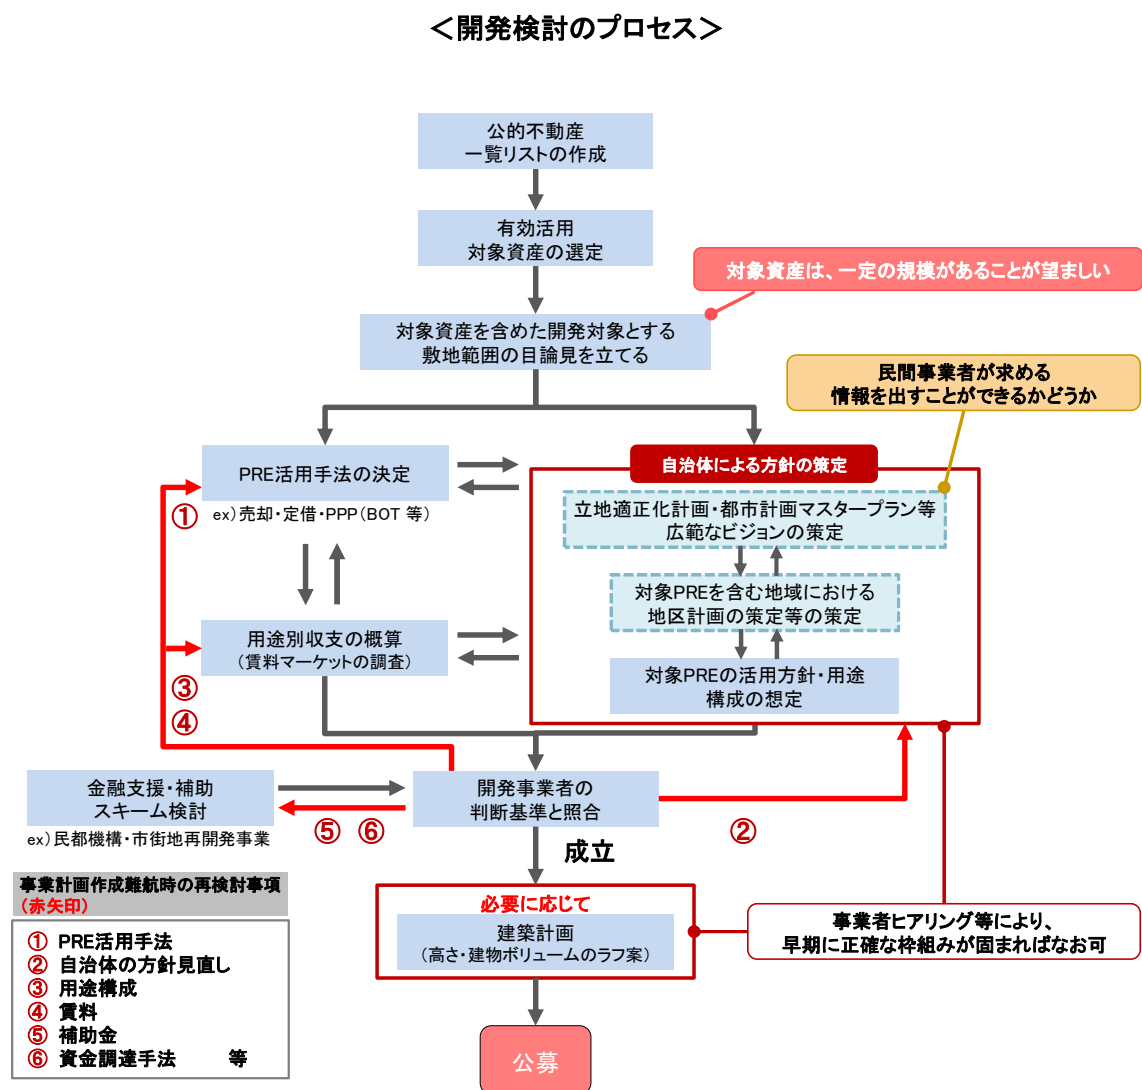 ＜開発検討のプロセス＞
公的不動産
一覧リストの作成
有効活用
対象資産の選定
対象資産は、一定の規模があることが望ましい
対象資産を含めた開発対象とする
敷地範囲の目論見を立てる
民間事業者が求める
情報を出すことができるかどうか
PRE活用手法の決定
①
ex）売却・定借・PPP（BOT 等）
自治体による方針の策定
立地適正化計画・都市計画マスタープラン等
広範なビジョンの策定
対象PREを含む地域における
地区計画の策定等の策定
用途別収支の概算
（賃料マーケットの調査）
③
④
対象PREの活用方針・用途
構成の想定
金融支援・補助
スキーム検討
ex）民都機構・市街地再開発事業
⑤ ⑥
開発事業者の
判断基準と照合
②
成立
事業計画作成難航時の再検討事項
（赤矢印）
① PRE活用手法
② 自治体の方針見直し
③ 用途構成
④ 賃料
⑤ 補助金
⑥ 資金調達手法 等
必要に応じて
建築計画
（高さ・建物ボリュームのラフ案）
事業者ヒアリング等により、
早期に正確な枠組みが固まればなお可
公募